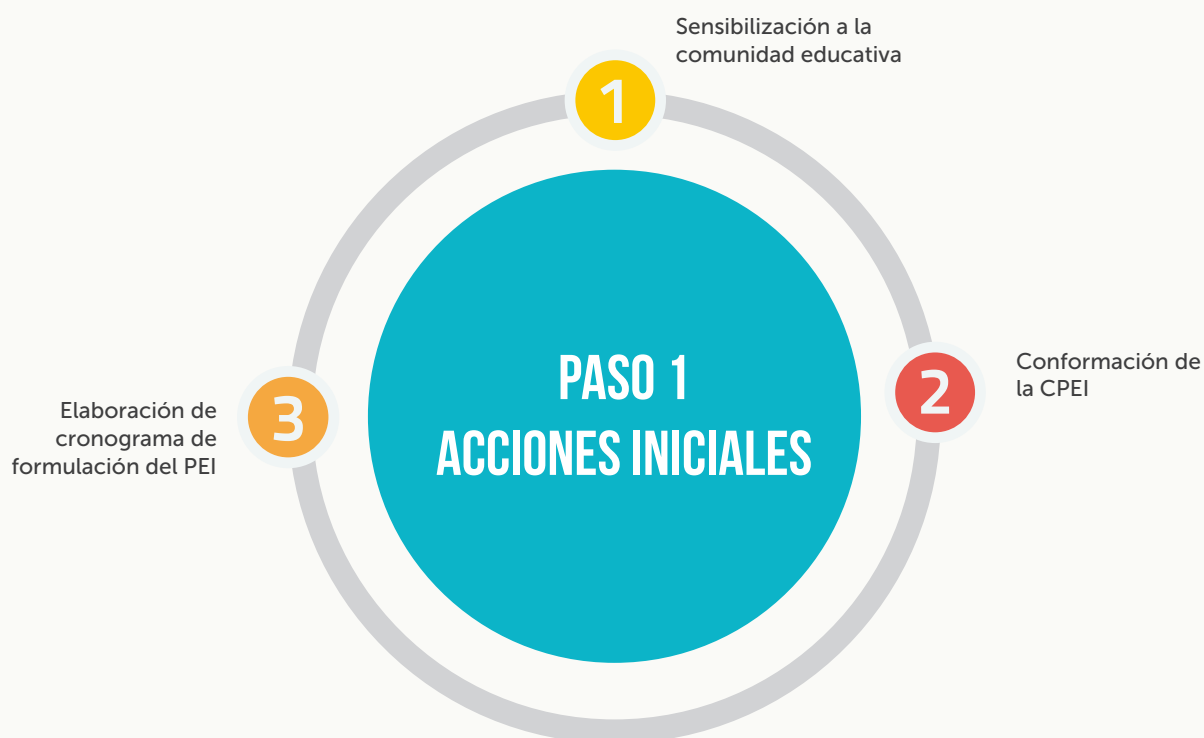 1
Sensibilización a la
comunidad educativa
PASO 1
ACCIONES INICIALES
2
Conformación de
la CPEI
3
Elaboración de
cronograma de
formulación del PEI